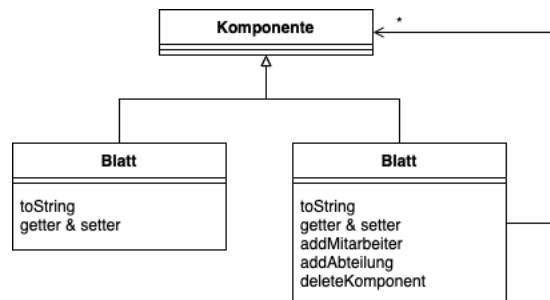 Komponente
*
Blatt
toString
getter & setter
Blatt
toString
getter & setter
addMitarbeiter
addAbteilung
deleteKomponent